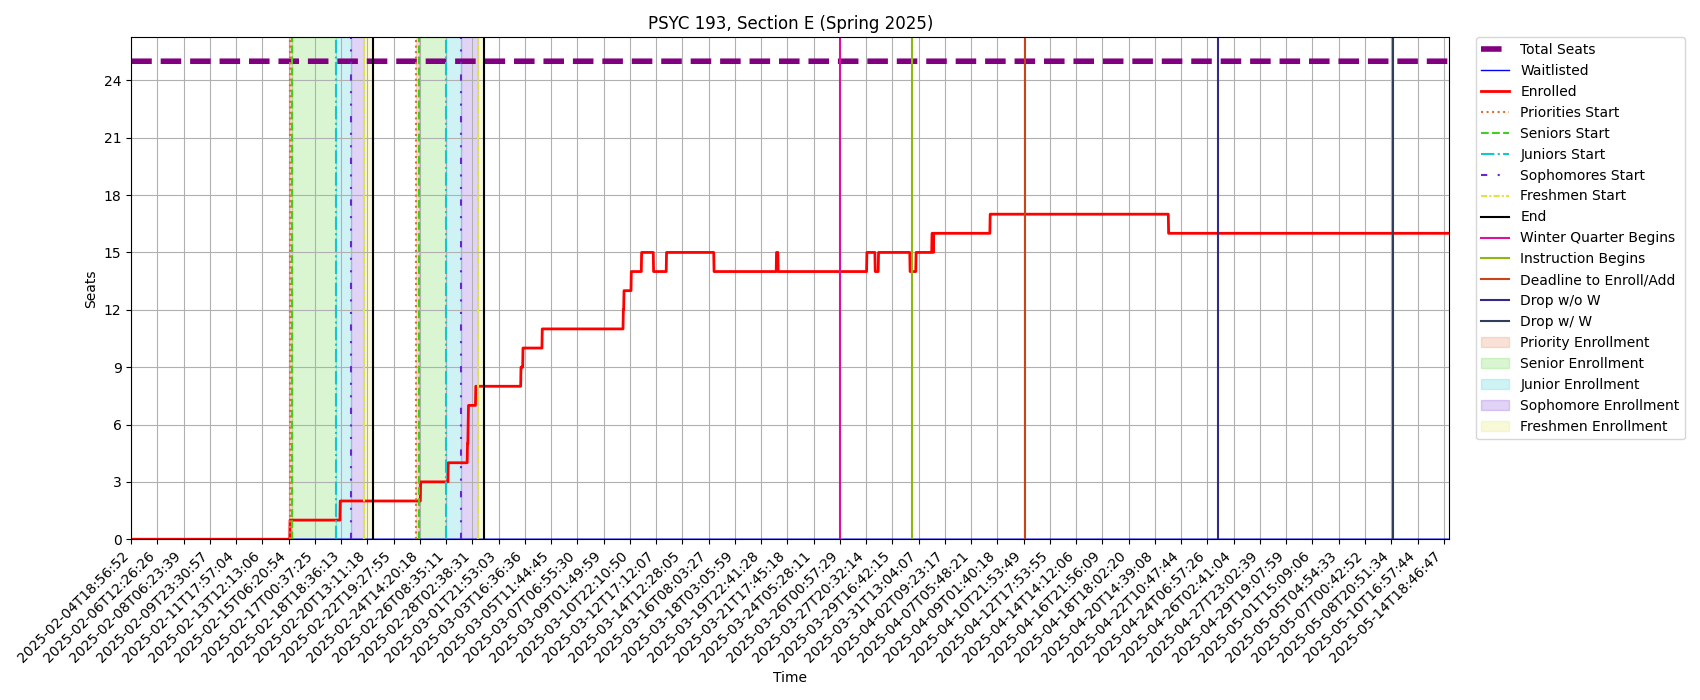 PSYC 193, Section E (Spring 2025)
Seats
24
21
18
15
12
9
6
3
0
2025-02-04T18:56:52
2025-02-06T12:26:26
2025-02-08T06:23:39
2025-02-09T23:30:57
2025-02-11T17:57:04
2025-02-13T12:13:06
2025-02-15T06:20:54
2025-02-17T00:37:25
2025-02-18T18:36:13
2025-02-20T13:11:18
2025-02-22T19:27:55
2025-02-24T14:20:18
2025-02-26T08:35:11
2025-02-28T02:38:31
2025-03-01T21:53:03
2025-03-03T16:36:36
2025-03-05T11:44:45
2025-03-07T06:55:30
2025-03-09T01:49:59
2025-03-10T22:10:50
2025-03-12T17:12:07
2025-03-14T12:28:05
2025-03-16T08:03:27
2025-03-18T03:05:59
2025-03-19T22:41:28
2025-03-21T17:45:18
2025-03-24T05:28:11
2025-03-26T00:57:29
2025-03-27T20:32:14
2025-03-29T16:42:15
2025-03-31T13:04:07
2025-04-02T09:23:17
2025-04-07T05:48:21
2025-04-09T01:40:18
2025-04-10T21:53:49
2025-04-12T17:53:55
2025-04-14T14:12:06
2025-04-16T21:56:09
2025-04-18T18:02:20
2025-04-20T14:39:08
2025-04-22T10:47:44
2025-04-24T06:57:26
2025-04-26T02:41:04
2025-04-27T23:02:39
2025-04-29T19:07:59
2025-05-01T15:09:06
2025-05-05T04:54:33
2025-05-07T00:42:52
2025-05-08T20:51:34
2025-05-10T16:57:44
2025-05-14T18:46:47
Time
Total Seats
Waitlisted
Enrolled
Priorities Start
Seniors Start
Juniors Start
Sophomores Start
Freshmen Start
End
Winter Quarter Begins
Instruction Begins
Deadline to Enroll/Add
Drop w/o W
Drop w/ W
Priority Enrollment
Senior Enrollment
Junior Enrollment
Sophomore Enrollment
Freshmen Enrollment